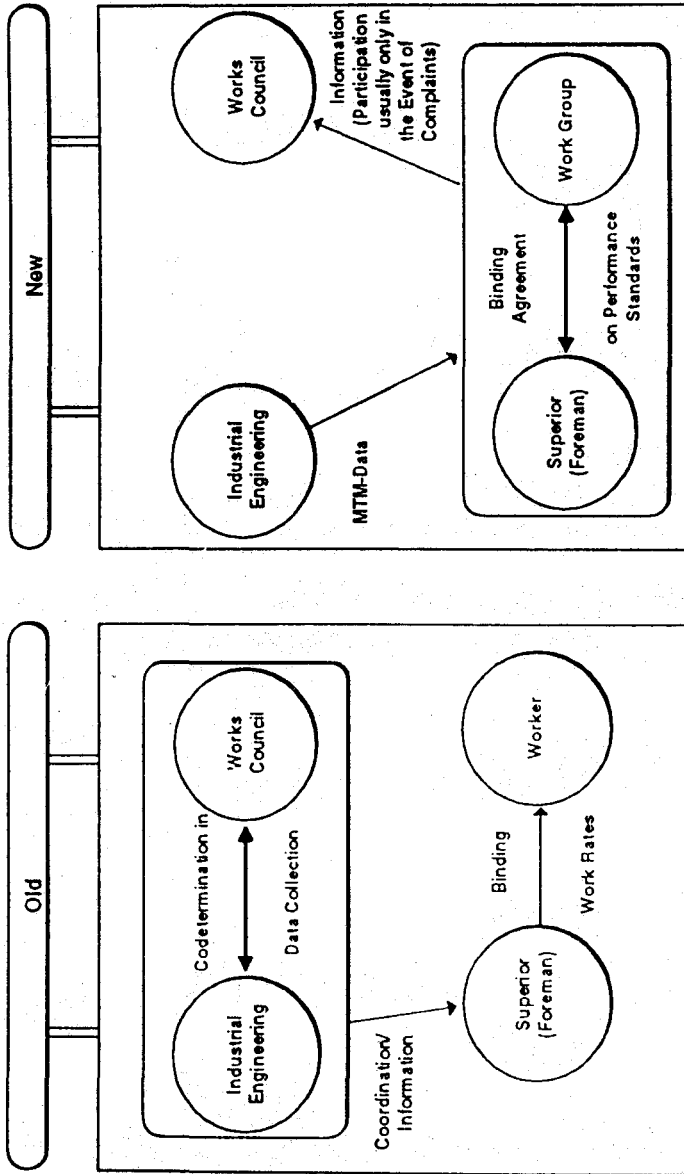 Old
Industrial
Engineering
Codetermination in
Data Collection
Works
Council
Coordination/
Information
Superior
(Foreman)
Binding
Work Rates
Worker
New
Industrial
Engineering
Works
Council
MTM-Data
Information
(Participation
usually only in
the Event of
Complaints)
Superior
(Foreman)
Binding
Agreement
on Performance
Standards
Work Group